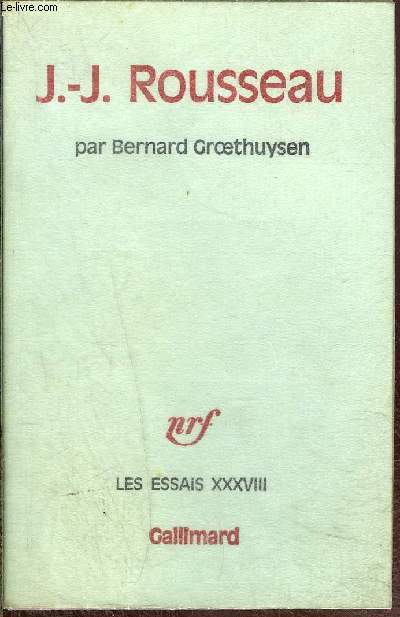 © Le-livre.com
J.-J. Rousseau
par Bernard Grœthuysen
nrf
LES ESSAIS XXXVIII
Gallimard